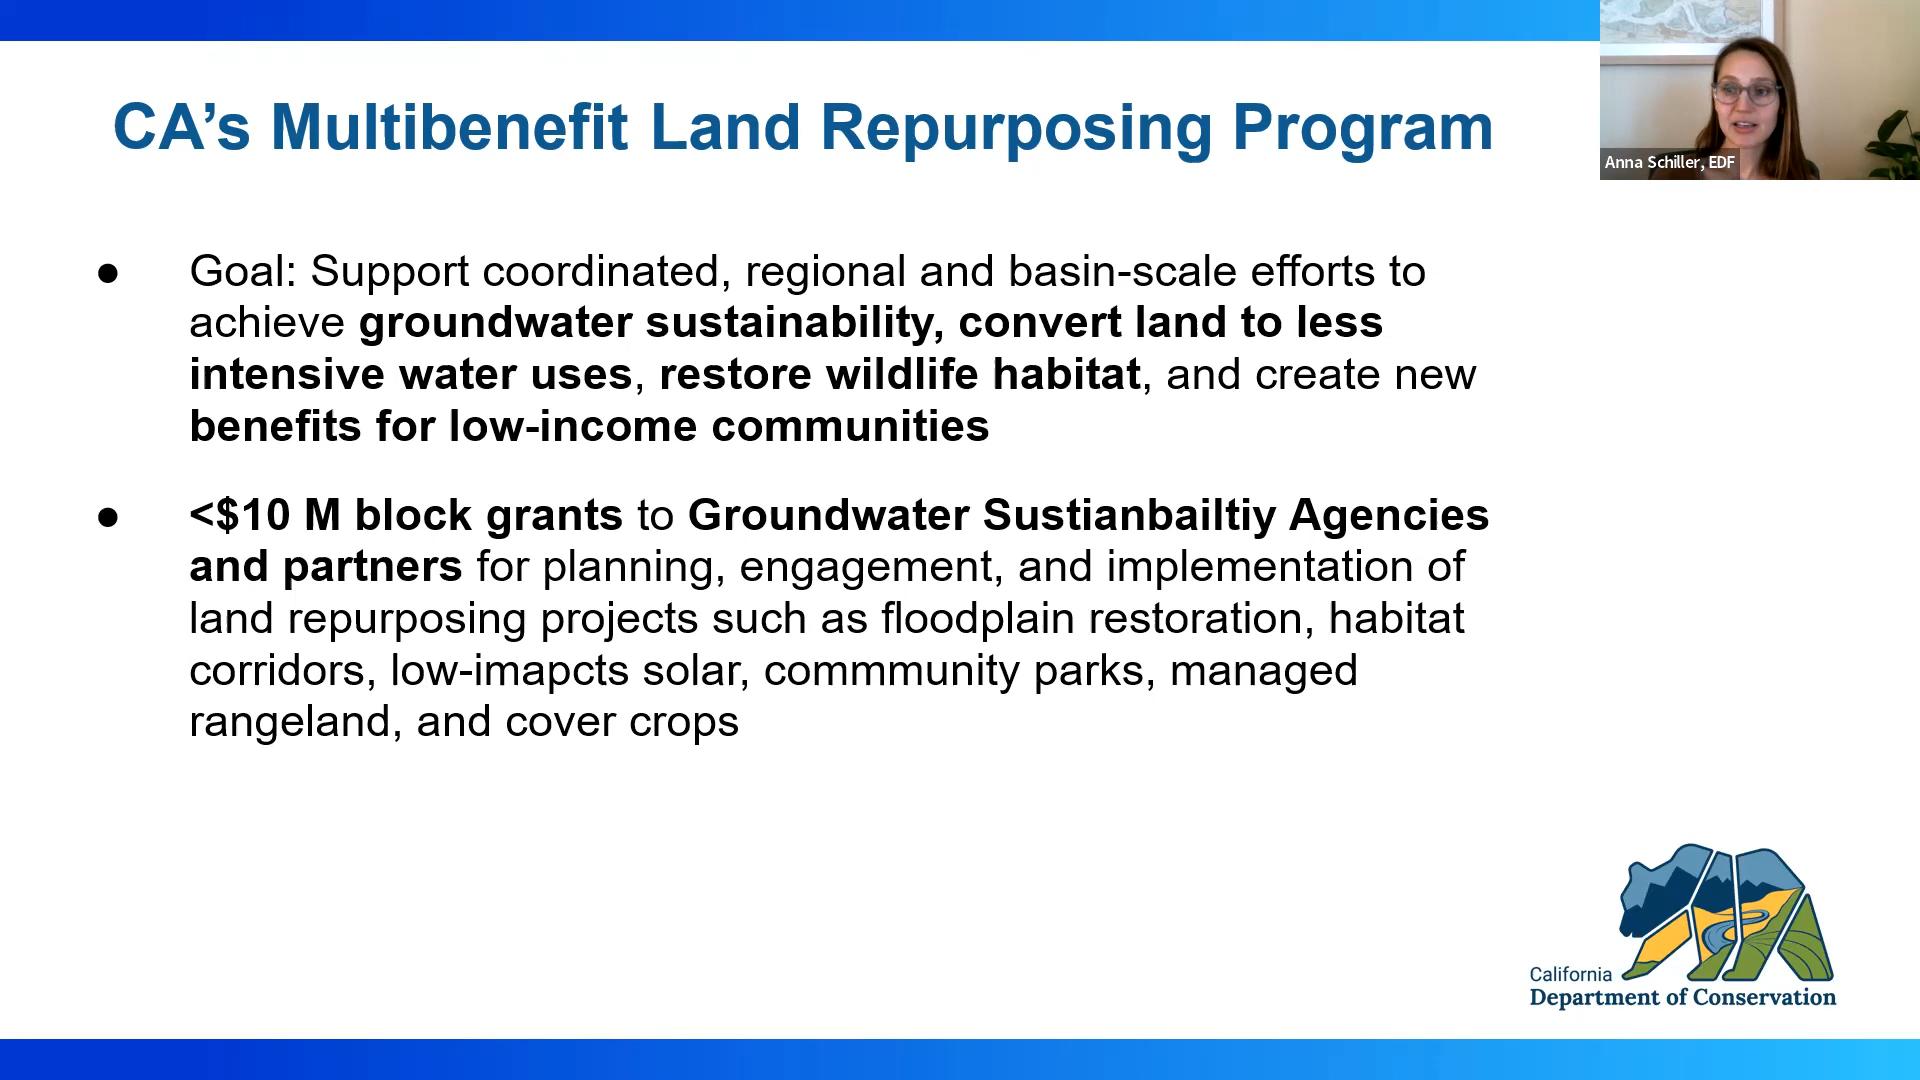 CA’s Multibenefit Land Repurposing Program
Anna Schiller, EDF
● Goal: Support coordinated, regional and basin-scale efforts to
achieve groundwater sustainability, convert land to less
intensive water uses, restore wildlife habitat, and create new
benefits for low-income communities
● <$10 M block grants to Groundwater Sustianbailtiy Agencies
and partners for planning, engagement, and implementation of
land repurposing projects such as floodplain restoration, habitat
corridors, low-imapcts solar, commmunity parks, managed
rangeland, and cover crops
California
Department of Conservation